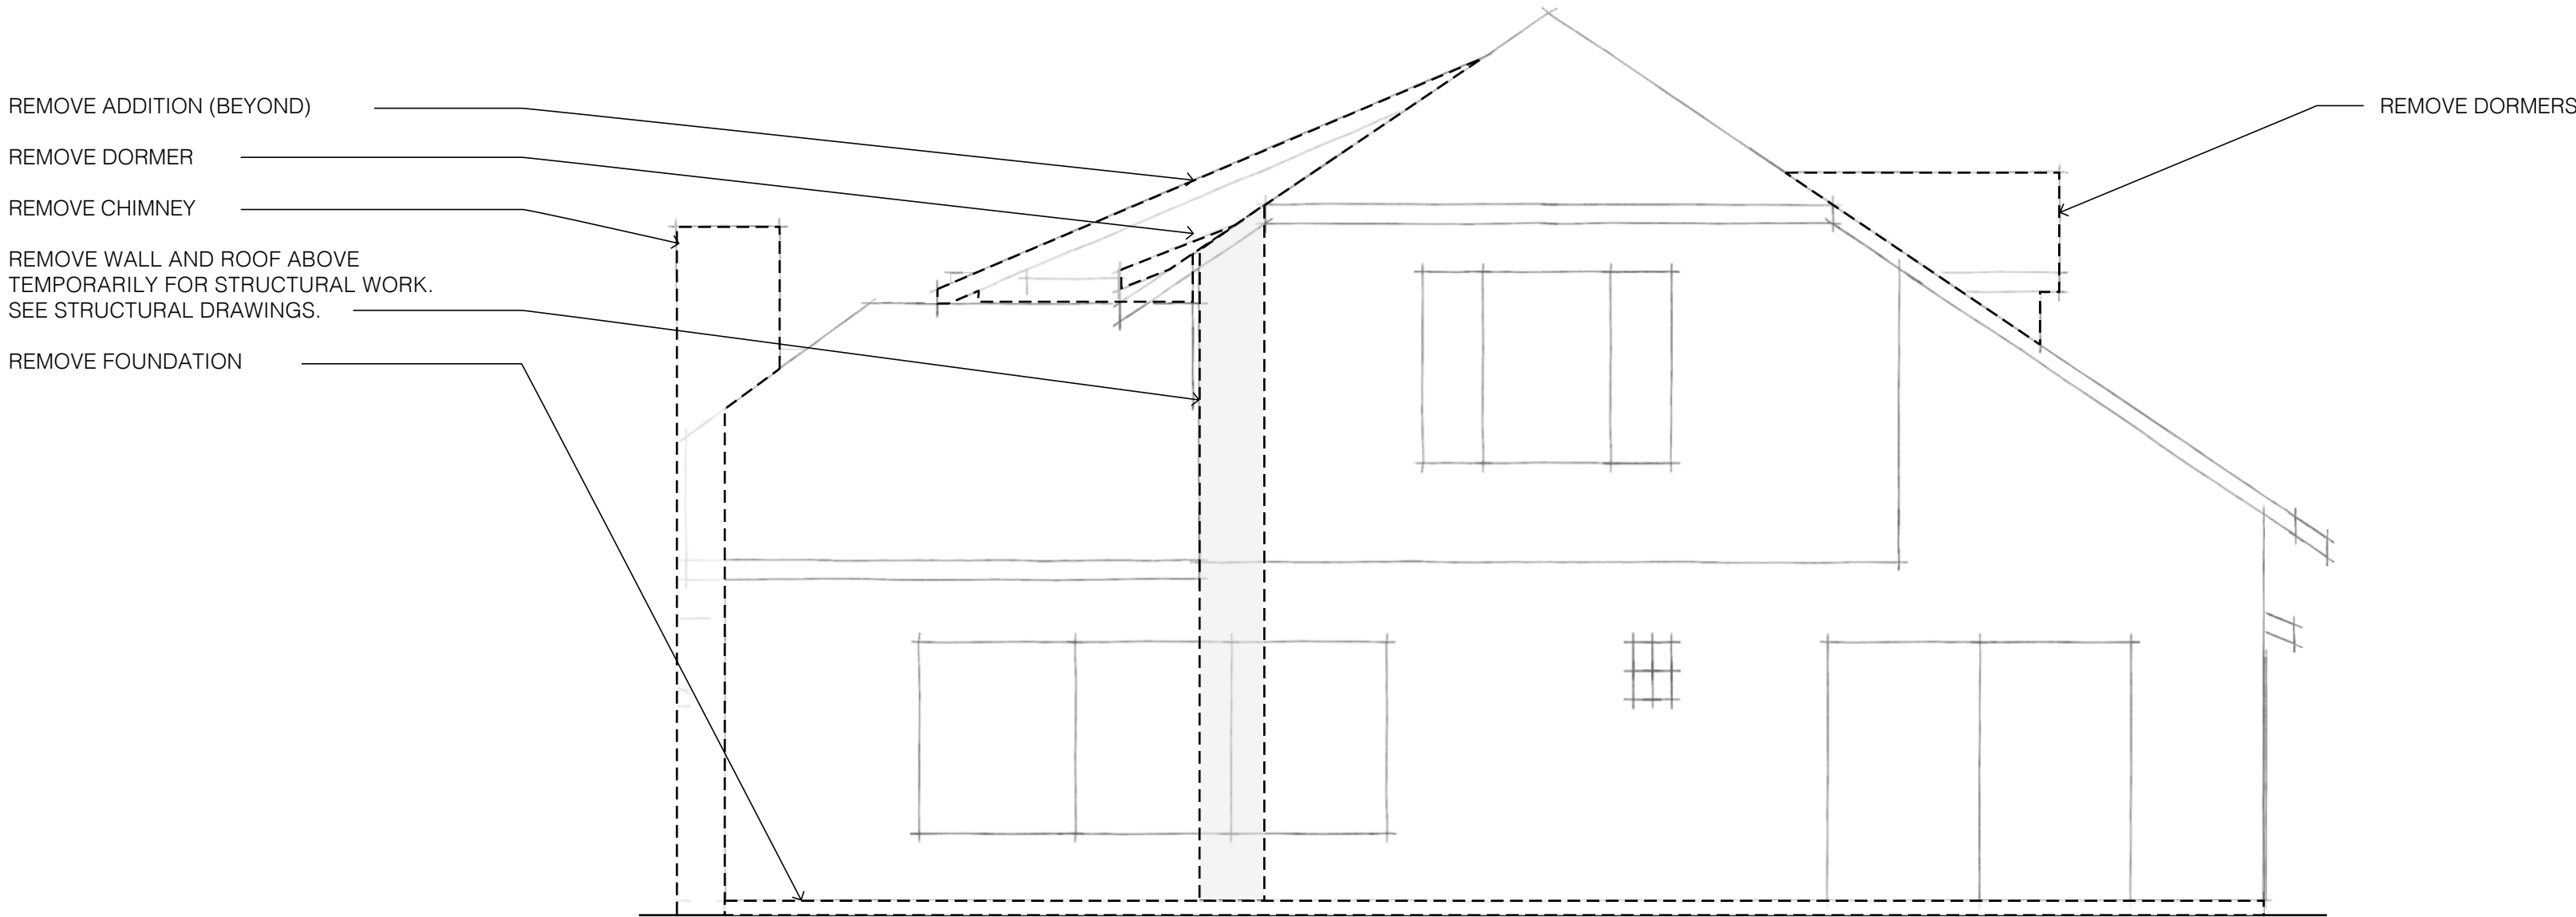 REMOVE ADDITION (BEYOND)
REMOVE DORMERS
REMOVE DORMER
REMOVE CHIMNEY
REMOVE WALL AND ROOF ABOVE
TEMPORARILY FOR STRUCTURAL WORK.
SEE STRUCTURAL DRAWINGS.
REMOVE FOUNDATION